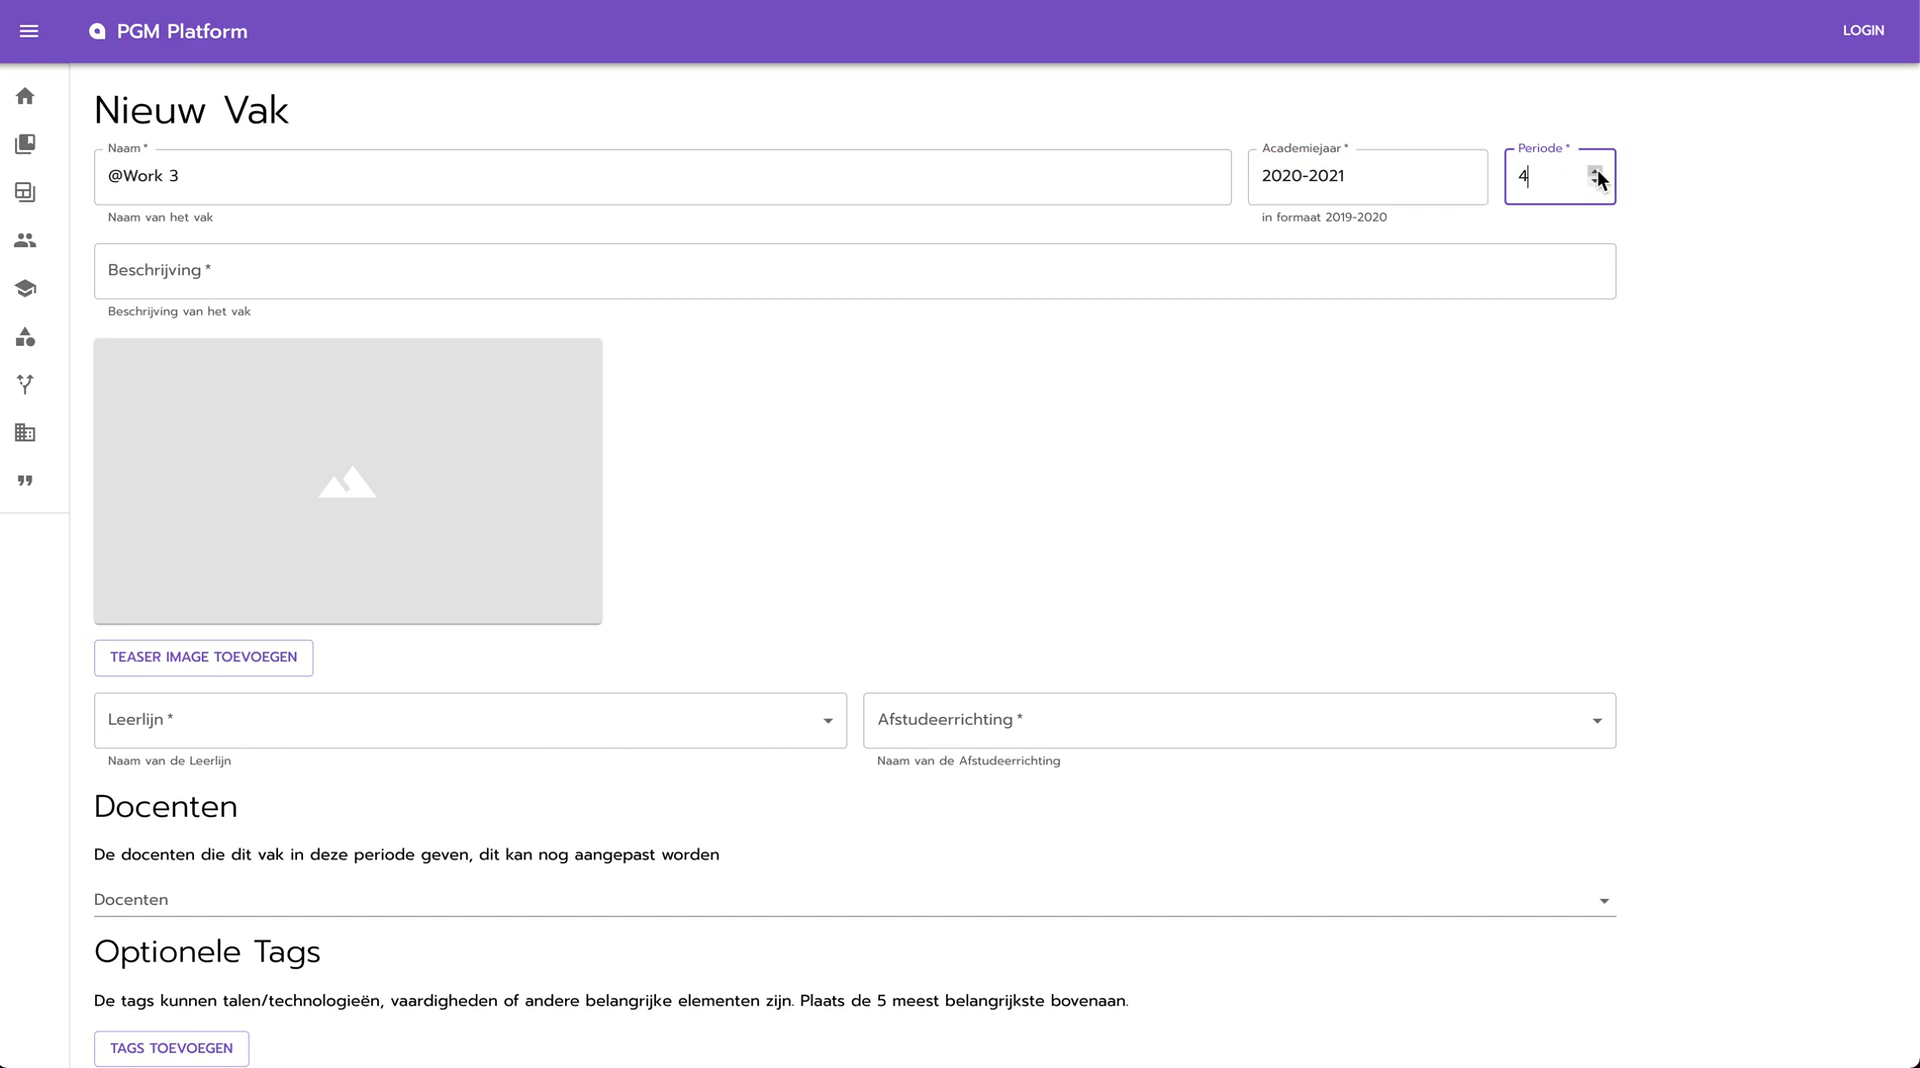 PGM Platform
LOGIN
Nieuw Vak
Naam *
Academiejaar *
Periode *
@Work 3
2020-2021
4
Naam van het vak
in formaat 2019-2020
Beschrijving *
Beschrijving van het vak
TEASER IMAGE TOEVOEGEN
Leerlijn *
Afstudeerrichting *
Naam van de Leerlijn
Naam van de Afstudeerrichting
Docenten
De docenten die dit vak in deze periode geven, dit kan nog aangepast worden
Docenten
Optionele Tags
De tags kunnen talen/technologieën, vaardigheden of andere belangrijke elementen zijn. Plaats de 5 meest belangrijkste bovenaan.
TAGS TOEVOEGEN